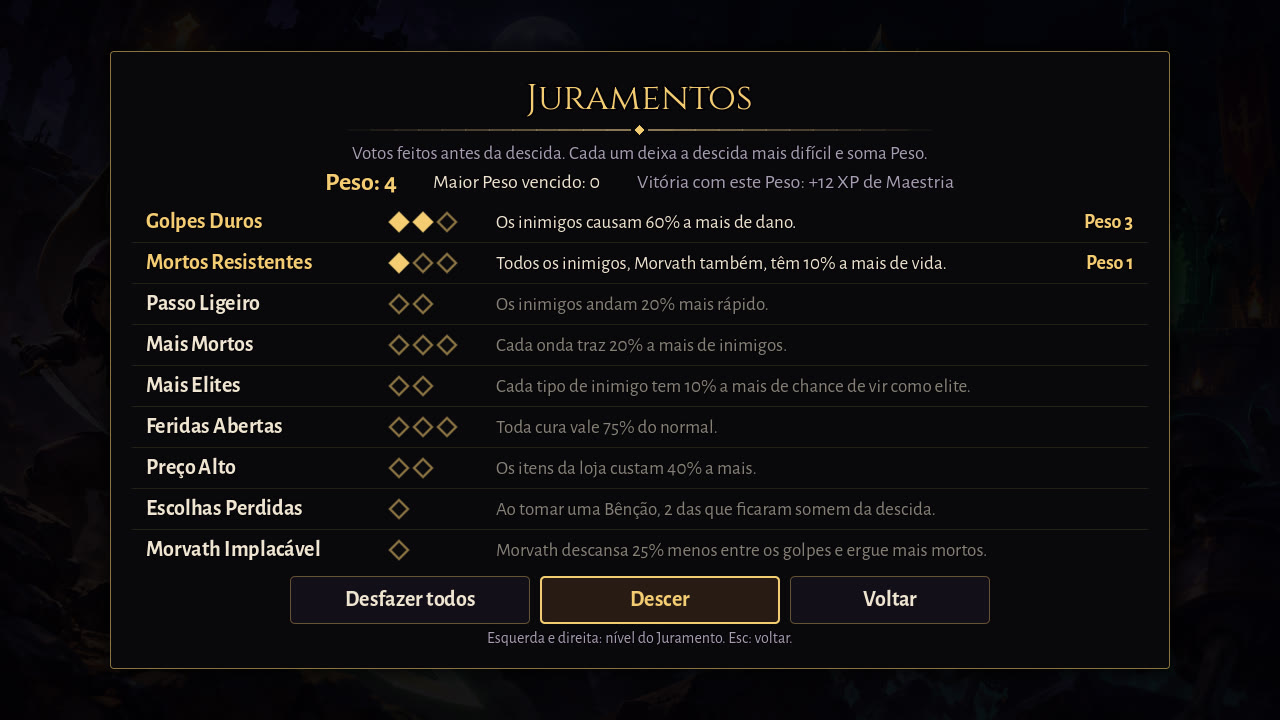 Juramentos
Votos feitos antes da descida. Cada um deixa a descida mais difícil e soma Peso.
Peso: 4 Maior Peso vencido: 0 Vitória com este Peso: +12 XP de Maestria
Golpes Duros Os inimigos causam 60% a mais de dano. Peso 3
Mortos Resistentes Todos os inimigos, Morvath também, têm 10% a mais de vida. Peso 1
Passo Ligeiro Os inimigos andam 20% mais rápido.
Mais Mortos Cada onda traz 20% a mais de inimigos.
Mais Elites Cada tipo de inimigo tem 10% a mais de chance de vir como elite.
Feridas Abertas Toda cura vale 75% do normal.
Preço Alto Os itens da loja custam 40% a mais.
Escolhas Perdidas Ao tomar uma Bênção, 2 das que ficaram somem da descida.
Morvath Implacável Morvath descansa 25% menos entre os golpes e ergue mais mortos.
Desfazer todos Descer Voltar
Esquerda e direita: nível do Juramento. Esc: voltar.